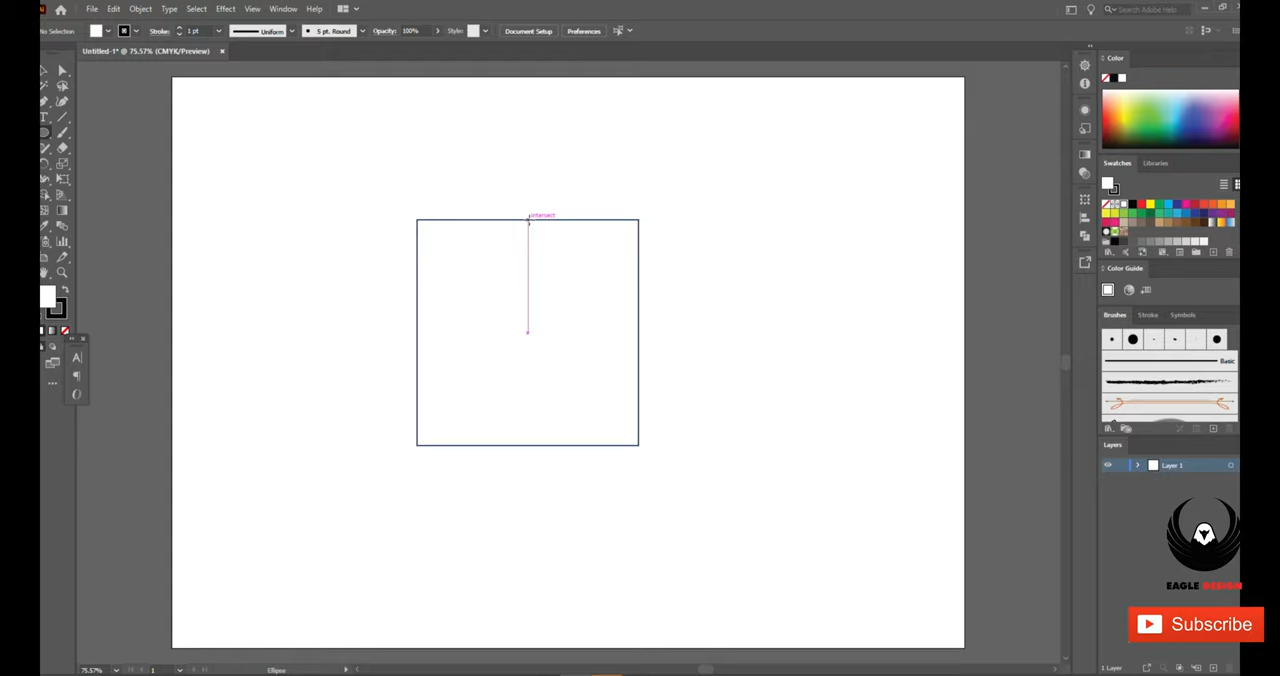 File Edit Object Type Select Effect View Window Help
Search Adobe Help
No Selection
Stroke: 1 pt Uniform 5 pt. Round Opacity: 100% Style: Document Setup Preferences
Untitled-1* @ 75.57% (CMYK/Preview)
Color
Swatches Libraries
intersect
Color Guide
Brushes Stroke Symbols
Basic
Layers
Layer 1
EAGLE DESIGN
Subscribe
75.57% 1 Ellipse
1 Layer